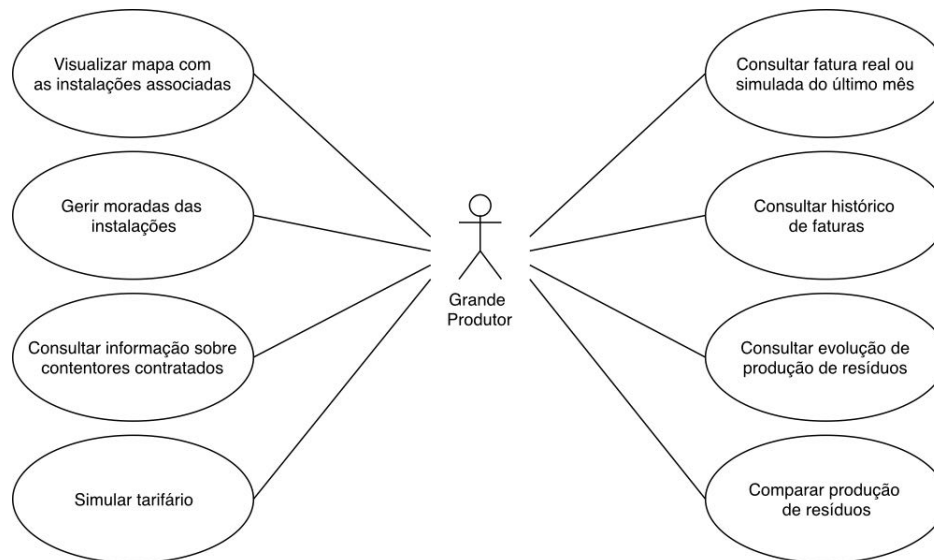 Visualizar mapa com
as instalações associadas
Gerir moradas das
instalações
Consultar informação sobre
contentores contratados
Simular tarifário
Grande
Produtor
Consultar fatura real ou
simulada do último mês
Consultar histórico
de faturas
Consultar evolução de
produção de resíduos
Comparar produção
de resíduos